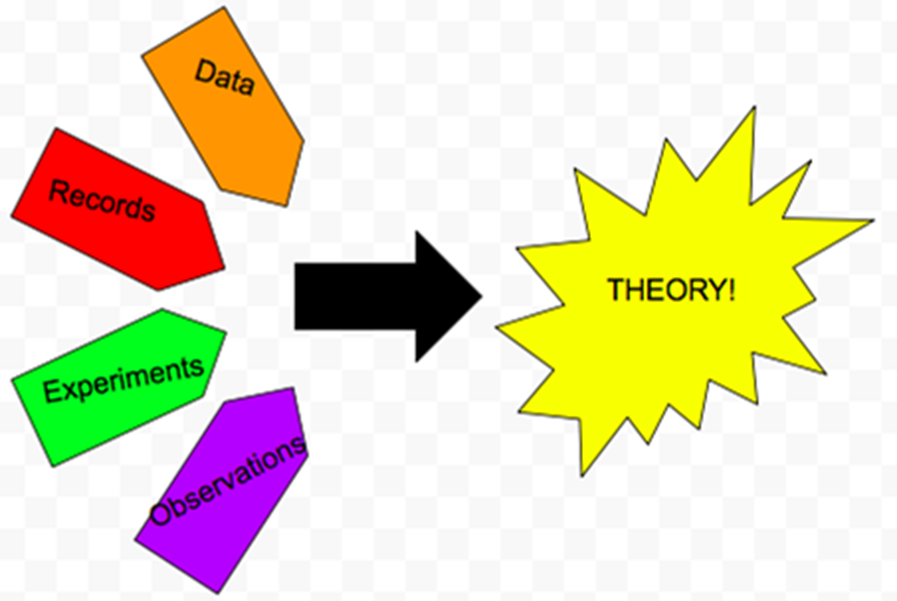 Data
Records
Experiments
Observations
THEORY!